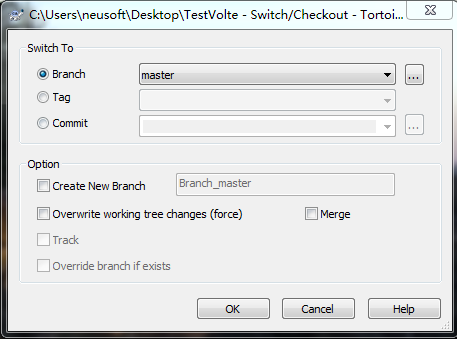 C:\Users\neusoft\Desktop\TestVolte - Switch/Checkout - Tortoi...
Switch To
Branch master ...
Tag
Commit ...
Option
Create New Branch Branch_master
Overwrite working tree changes (force) Merge
Track
Override branch if exists
OK Cancel Help